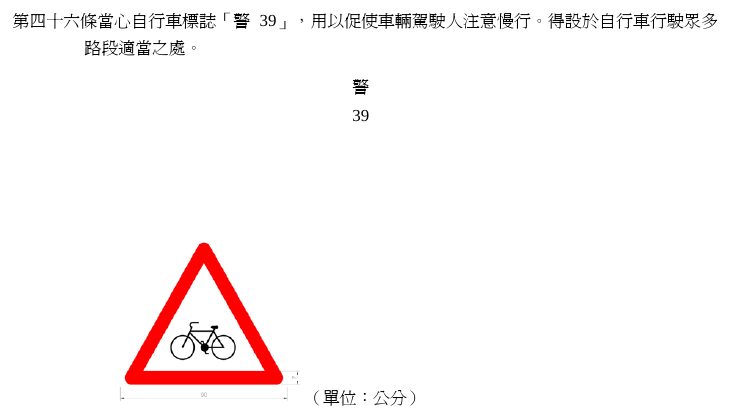 第四十六條當心自行車標誌「警 39」，用以促使車輛駕駛人注意慢行。得設於自行車行駛眾多
路段適當之處。
警
39
90
（單位：公分）